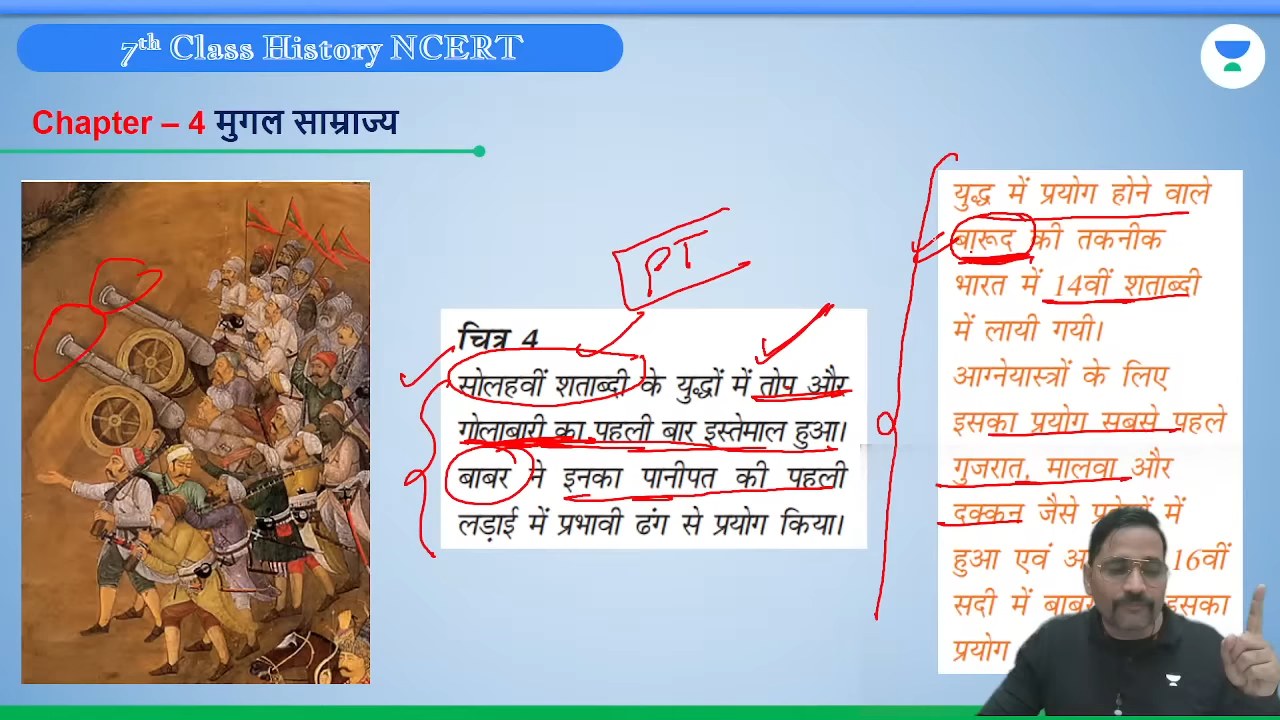 7th Class History NCERT
Chapter – 4 मुगल साम्राज्य
PT
चित्र 4
सोलहवीं शताब्दी के युद्धों में तोप और
गोलाबारी का पहली बार इस्तेमाल हुआ।
बाबर ने इनका पानीपत की पहली
लड़ाई में प्रभावी ढंग से प्रयोग किया।
युद्ध में प्रयोग होने वाले
बारूद की तकनीक
भारत में 14वीं शताब्दी
में लायी गयी।
आग्नेयास्त्रों के लिए
इसका प्रयोग सबसे पहले
गुजरात, मालवा और
दक्कन जैसे में
हुआ एवं 16वीं
सदी में इसका
प्रयोग